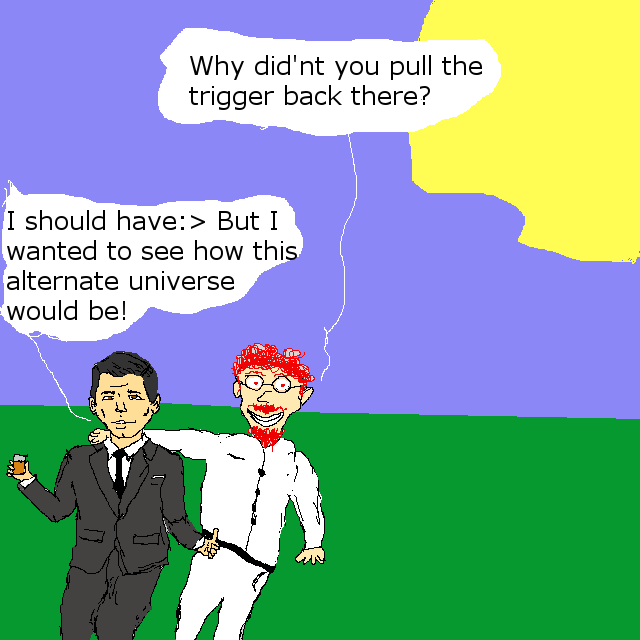 Why did'nt you pull the
trigger back there?
I should have:> But I
wanted to see how this
alternate universe
would be!